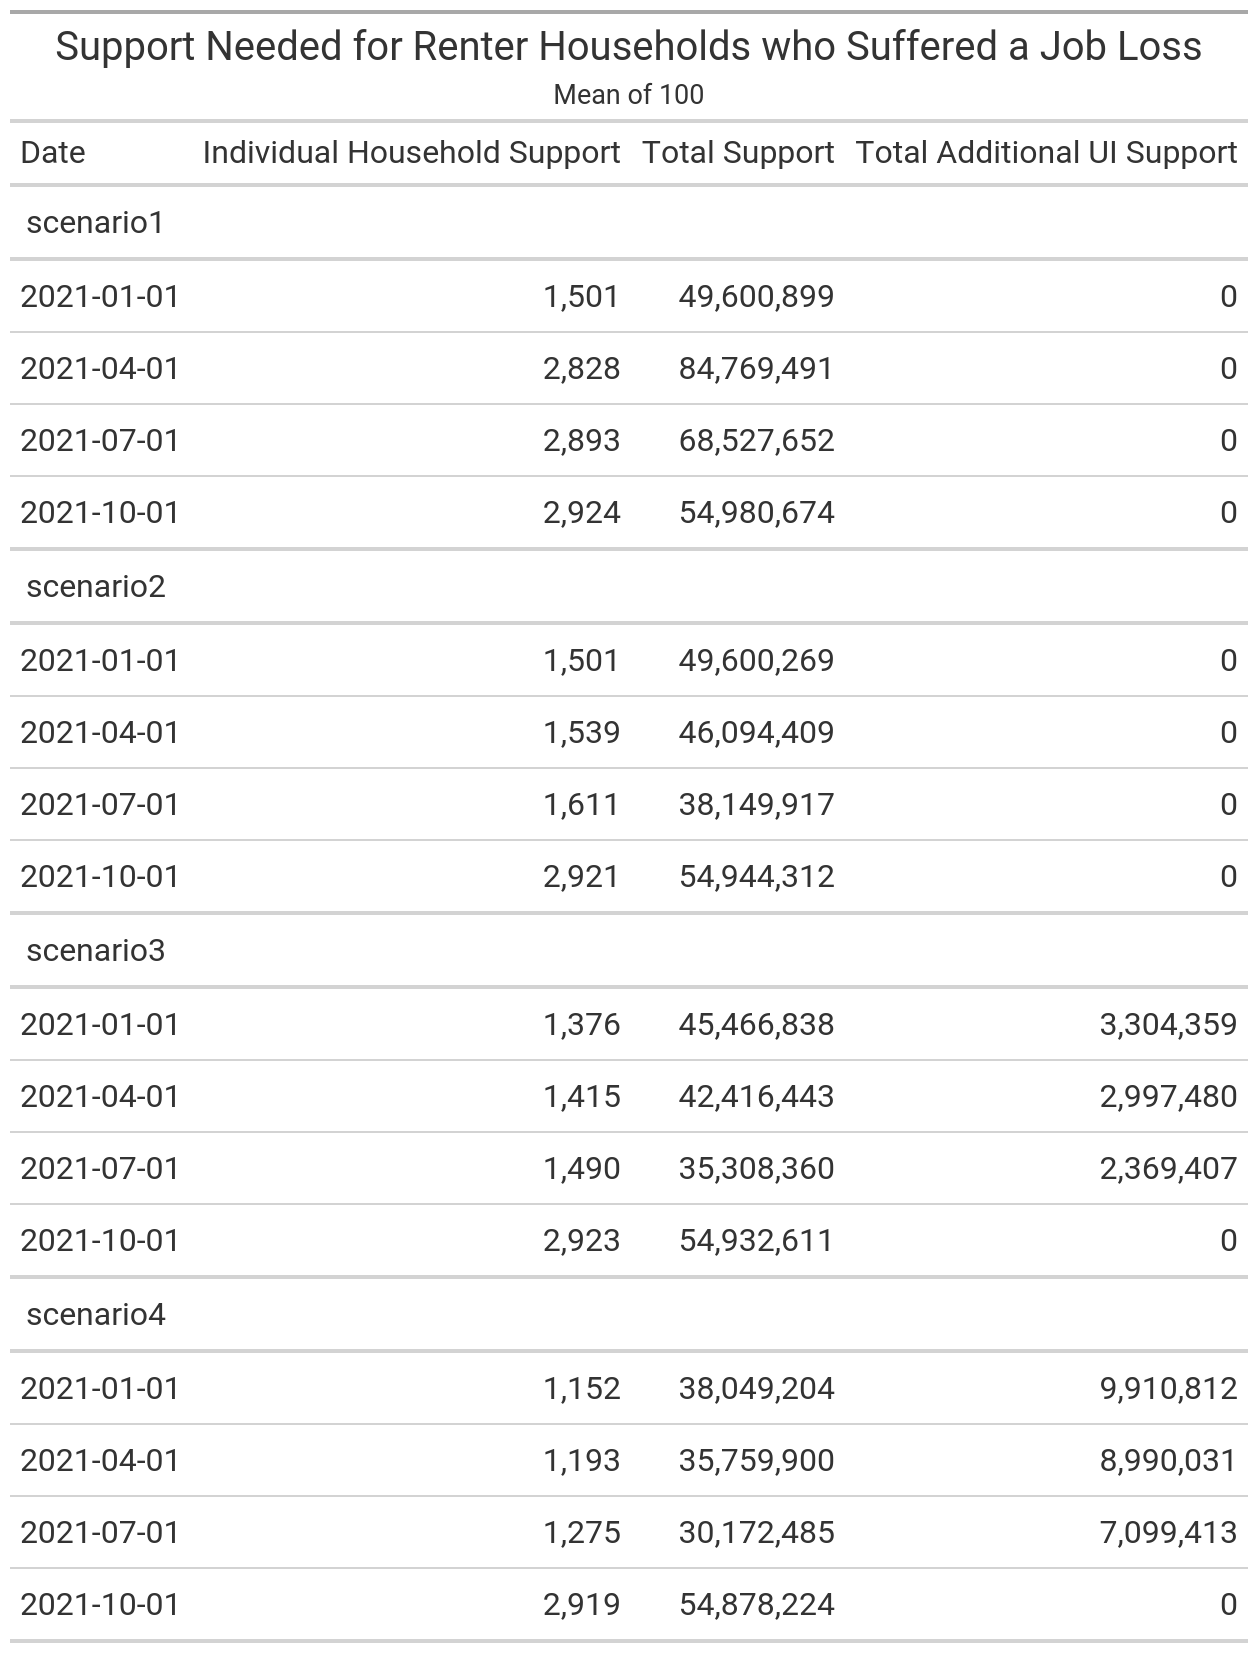 Support Needed for Renter Households who Suffered a Job Loss
Mean of 100
Date Individual Household Support Total Support Total Additional UI Support
scenario1
2021-01-01 1,501 49,600,899 0
2021-04-01 2,828 84,769,491 0
2021-07-01 2,893 68,527,652 0
2021-10-01 2,924 54,980,674 0
scenario2
2021-01-01 1,501 49,600,269 0
2021-04-01 1,539 46,094,409 0
2021-07-01 1,611 38,149,917 0
2021-10-01 2,921 54,944,312 0
scenario3
2021-01-01 1,376 45,466,838 3,304,359
2021-04-01 1,415 42,416,443 2,997,480
2021-07-01 1,490 35,308,360 2,369,407
2021-10-01 2,923 54,932,611 0
scenario4
2021-01-01 1,152 38,049,204 9,910,812
2021-04-01 1,193 35,759,900 8,990,031
2021-07-01 1,275 30,172,485 7,099,413
2021-10-01 2,919 54,878,224 0